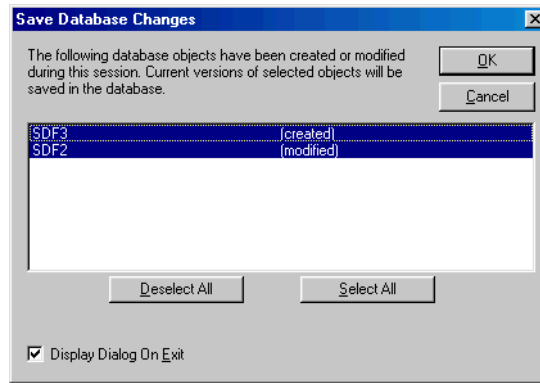 Save Database Changes
The following database objects have been created or modified
during this session. Current versions of selected objects will be
saved in the database.
OK
Cancel
SDF3 (created)
SDF2 (modified)
Deselect All Select All
Display Dialog On Exit